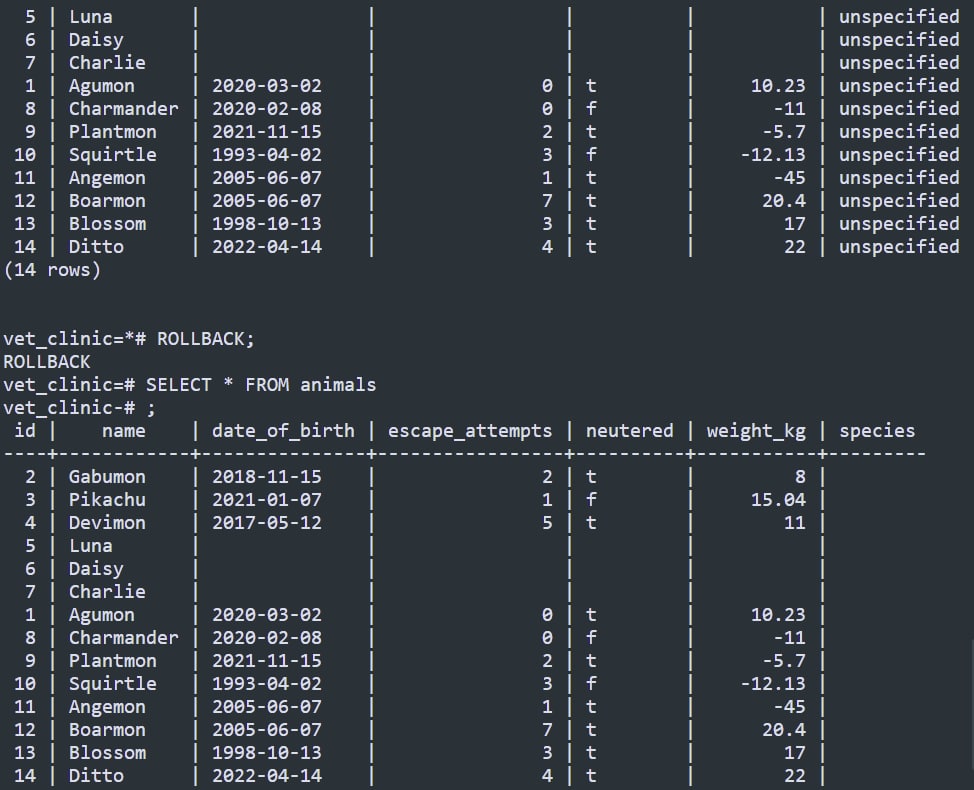 5 | Luna       |               |                 |          |           | unspecified
  6 | Daisy      |               |                 |          |           | unspecified
  7 | Charlie    |               |                 |          |           | unspecified
  1 | Agumon     | 2020-03-02    |               0 | t        |     10.23 | unspecified
  8 | Charmander | 2020-02-08    |               0 | f        |       -11 | unspecified
  9 | Plantmon   | 2021-11-15    |               2 | t        |      -5.7 | unspecified
 10 | Squirtle   | 1993-04-02    |               3 | f        |    -12.13 | unspecified
 11 | Angemon    | 2005-06-07    |               1 | t        |       -45 | unspecified
 12 | Boarmon    | 2005-06-07    |               7 | t        |      20.4 | unspecified
 13 | Blossom    | 1998-10-13    |               3 | t        |        17 | unspecified
 14 | Ditto      | 2022-04-14    |               4 | t        |        22 | unspecified
(14 rows)
vet_clinic=*# ROLLBACK;
ROLLBACK
vet_clinic=# SELECT * FROM animals
vet_clinic-# ;
 id |    name    | date_of_birth | escape_attempts | neutered | weight_kg | species
----+------------+---------------+-----------------+----------+-----------+---------
  2 | Gabumon    | 2018-11-15    |               2 | t        |         8 |
  3 | Pikachu    | 2021-01-07    |               1 | f        |     15.04 |
  4 | Devimon    | 2017-05-12    |               5 | t        |        11 |
  5 | Luna       |               |                 |          |           |
  6 | Daisy      |               |                 |          |           |
  7 | Charlie    |               |                 |          |           |
  1 | Agumon     | 2020-03-02    |               0 | t        |     10.23 |
  8 | Charmander | 2020-02-08    |               0 | f        |       -11 |
  9 | Plantmon   | 2021-11-15    |               2 | t        |      -5.7 |
 10 | Squirtle   | 1993-04-02    |               3 | f        |    -12.13 |
 11 | Angemon    | 2005-06-07    |               1 | t        |       -45 |
 12 | Boarmon    | 2005-06-07    |               7 | t        |      20.4 |
 13 | Blossom    | 1998-10-13    |               3 | t        |        17 |
 14 | Ditto      | 2022-04-14    |               4 | t        |        22 |